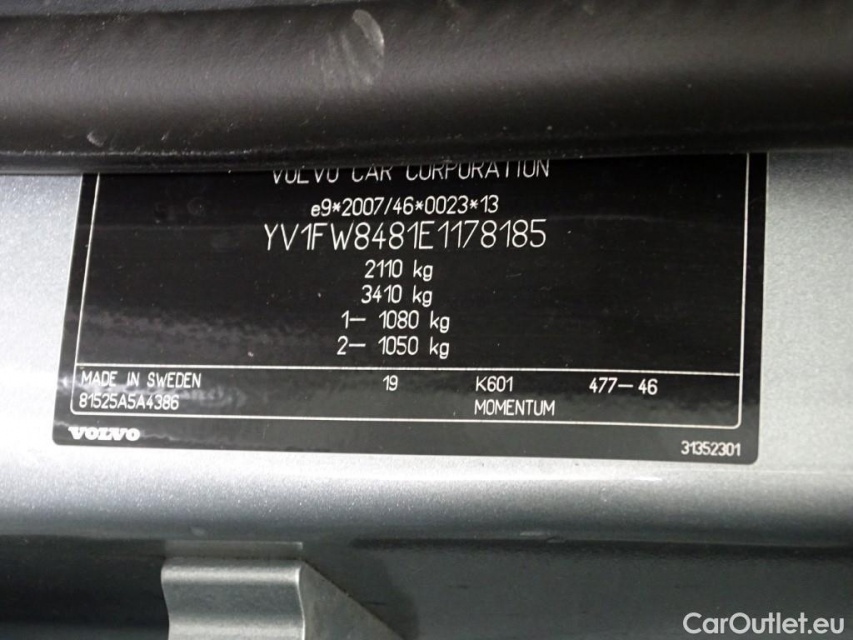 VOLVO CAR CORPORATION
e9*2007/46*0023*13
YV1FW8481E1178185
2110 kg
3410 kg
1– 1080 kg
2– 1050 kg
MADE IN SWEDEN 19 K601 477–46
81525A5A4386 MOMENTUM
VOLVO 31352301
CarOutlet.eu